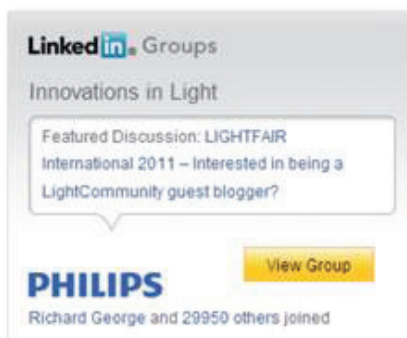 Linked in. Groups
Innovations in Light
Featured Discussion: LIGHTFAIR
International 2011 – Interested in being a
LightCommunity guest blogger?
View Group
PHILIPS
Richard George and 29950 others joined